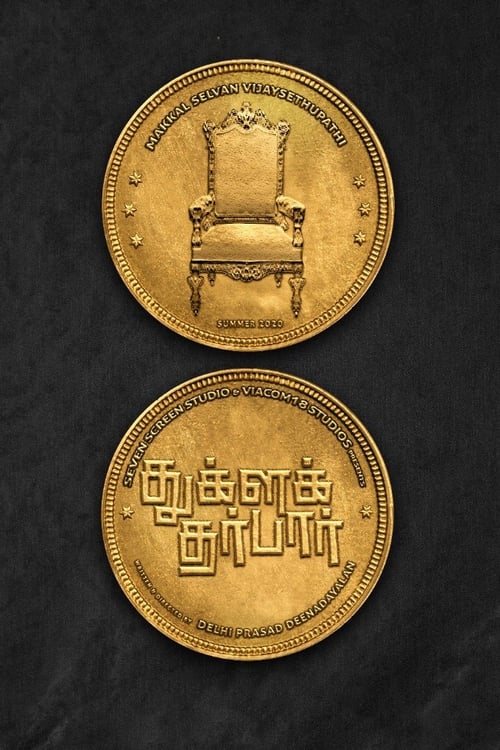 MAKKAL SELVAN VIJAYSETHUPATHI
SUMMER 2020
SEVEN SCREEN STUDIO & VIACOM18 STUDIOS PRESENTS
துக்ளக்
தர்பார்
WRITTEN & DIRECTED BY DELHI PRASAD DEENADAYALAN